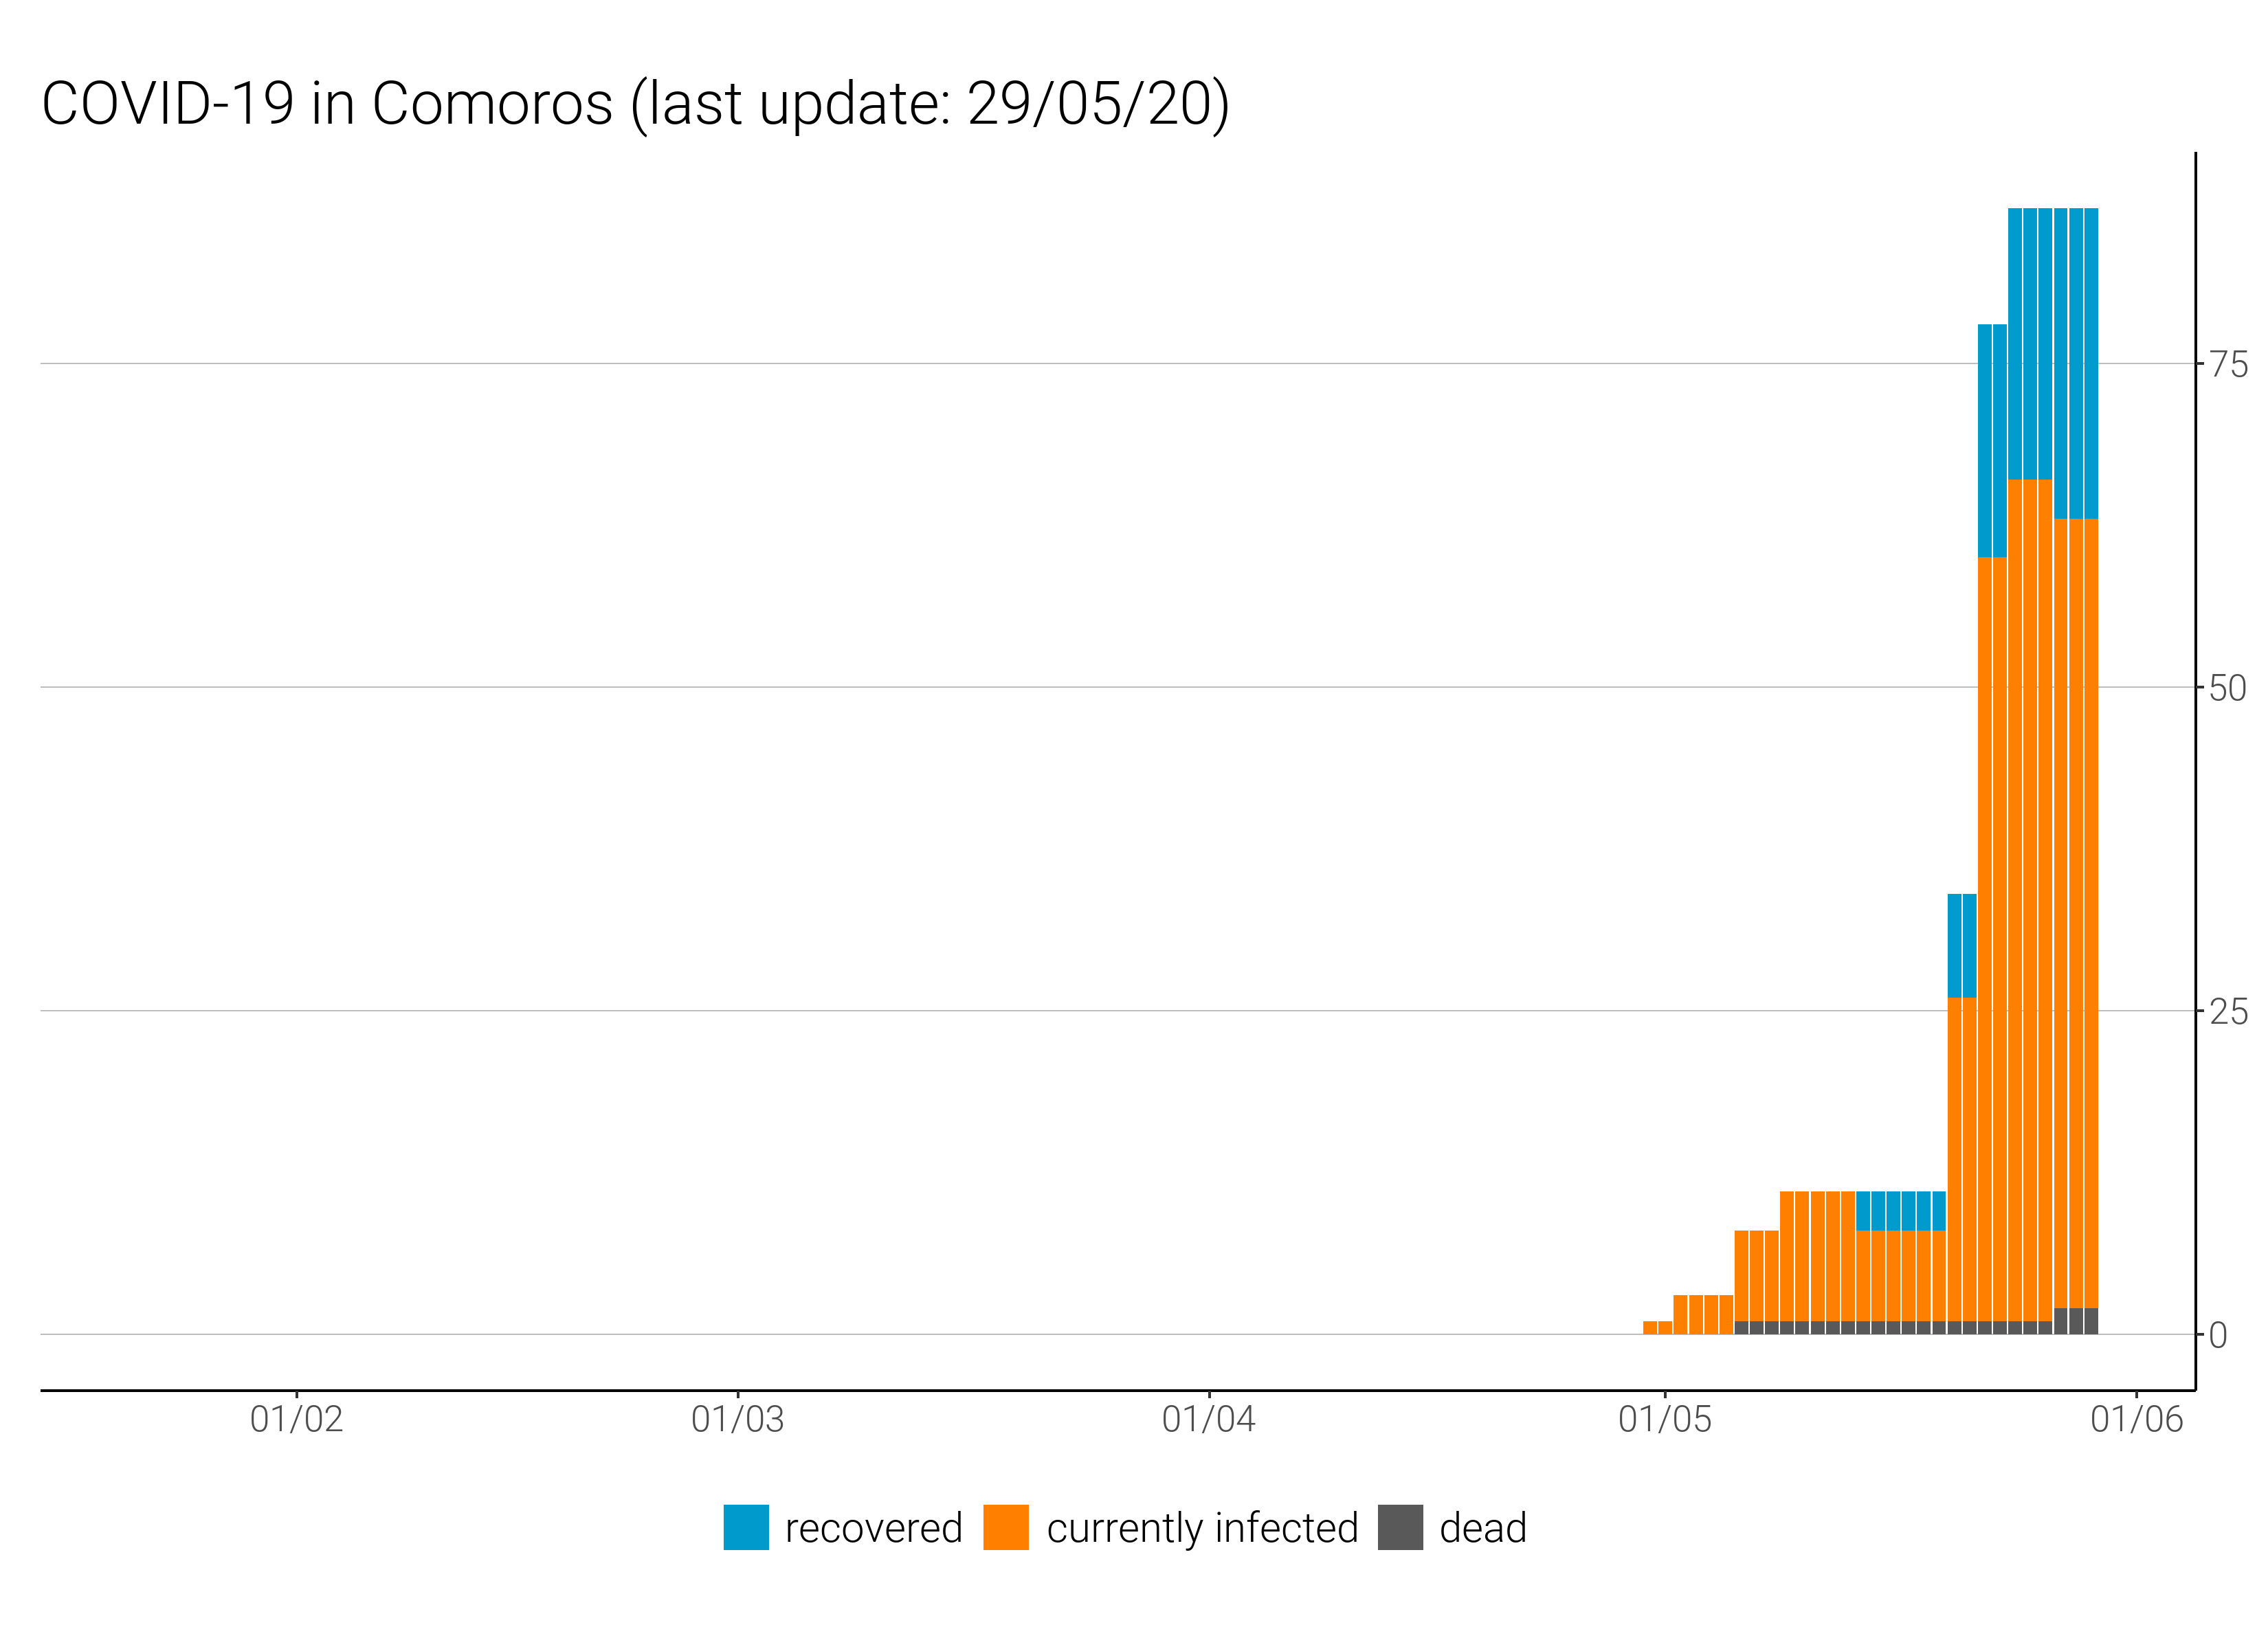 COVID-19 in Comoros (last update: 29/05/20)
75
50
25
0
01/02 01/03 01/04 01/05 01/06
recovered currently infected dead